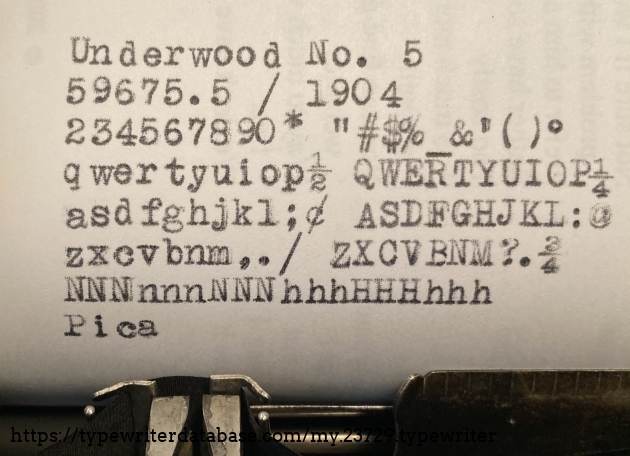 Underwood No. 5
59675.5 / 1904
234567890* "#$%_&'()°
qwertyuiop½ QWERTYUIOP¼
asdfghjkl;¢ ASDFGHJKL:@
zxcvbnm,./ ZXCVBNM?.¾
NNNnnnNNNhhhHHHhhh
Pica
https://typewriterdatabase.com/my.23729.typewriter